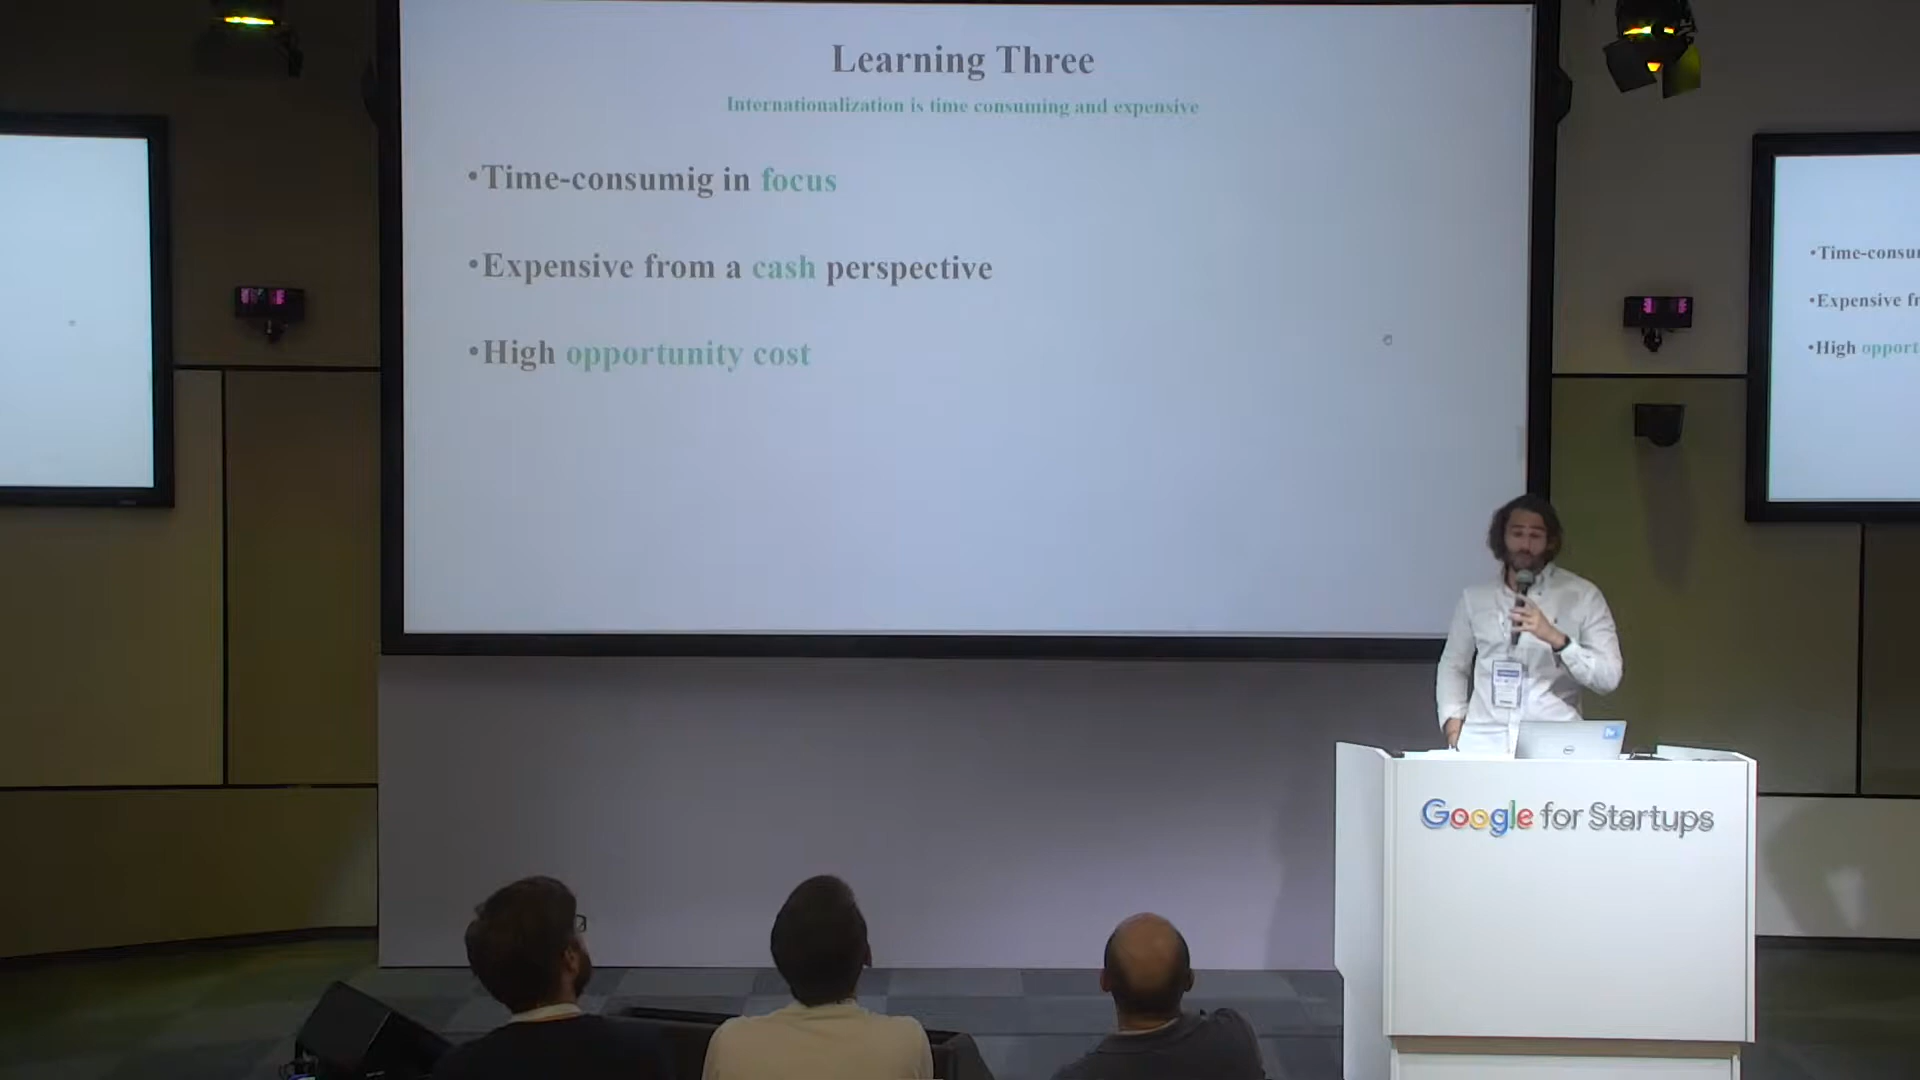 Learning Three
Internationalization is time consuming and expensive
•Time-consumig in focus
•Expensive from a cash perspective
•High opportunity cost
•Time-consu
•Expensive fr
•High opport
Google for Startups